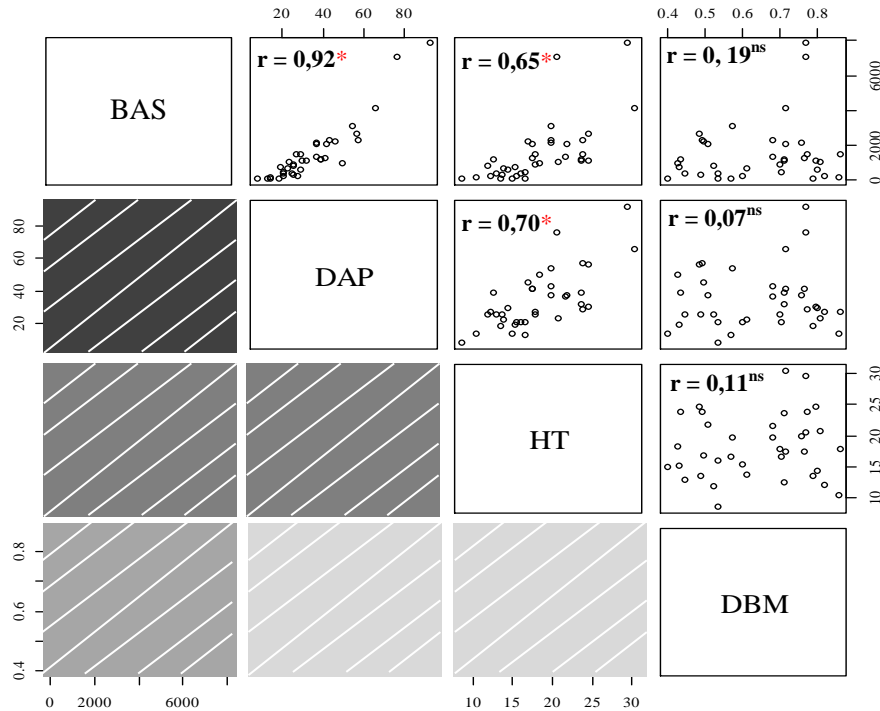 20 40 60 80 0.4 0.5 0.6 0.7 0.8
BAS r = 0,92* r = 0,65* r = 0, 19ns
0 2000 6000
20 40 60 80
DAP r = 0,70* r = 0,07ns
HT r = 0,11ns
10 15 20 25 30
0.4 0.6 0.8
DBM
0 2000 6000 10 15 20 25 30